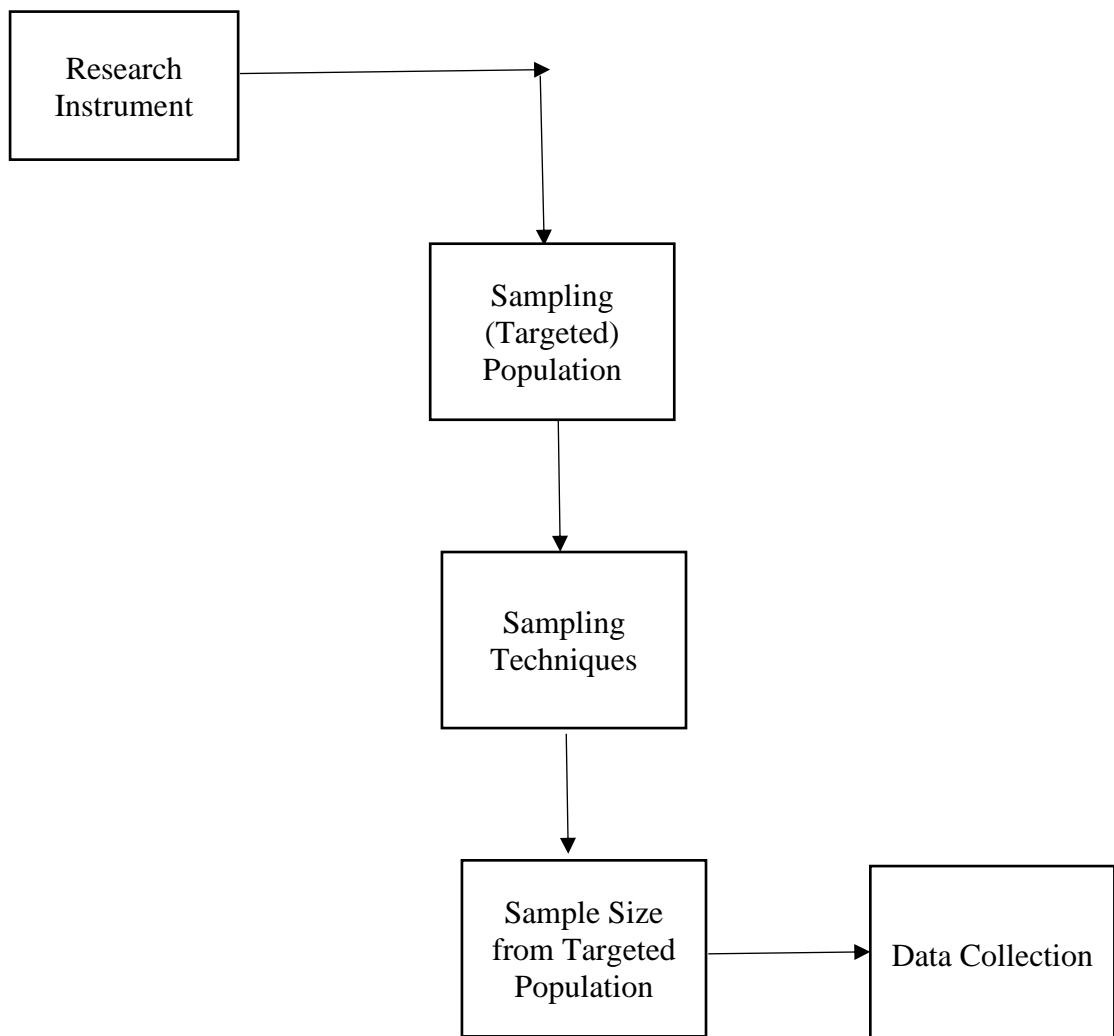 Research
Instrument
Sampling
(Targeted)
Population
Sampling
Techniques
Sample Size
from Targeted
Population
Data Collection